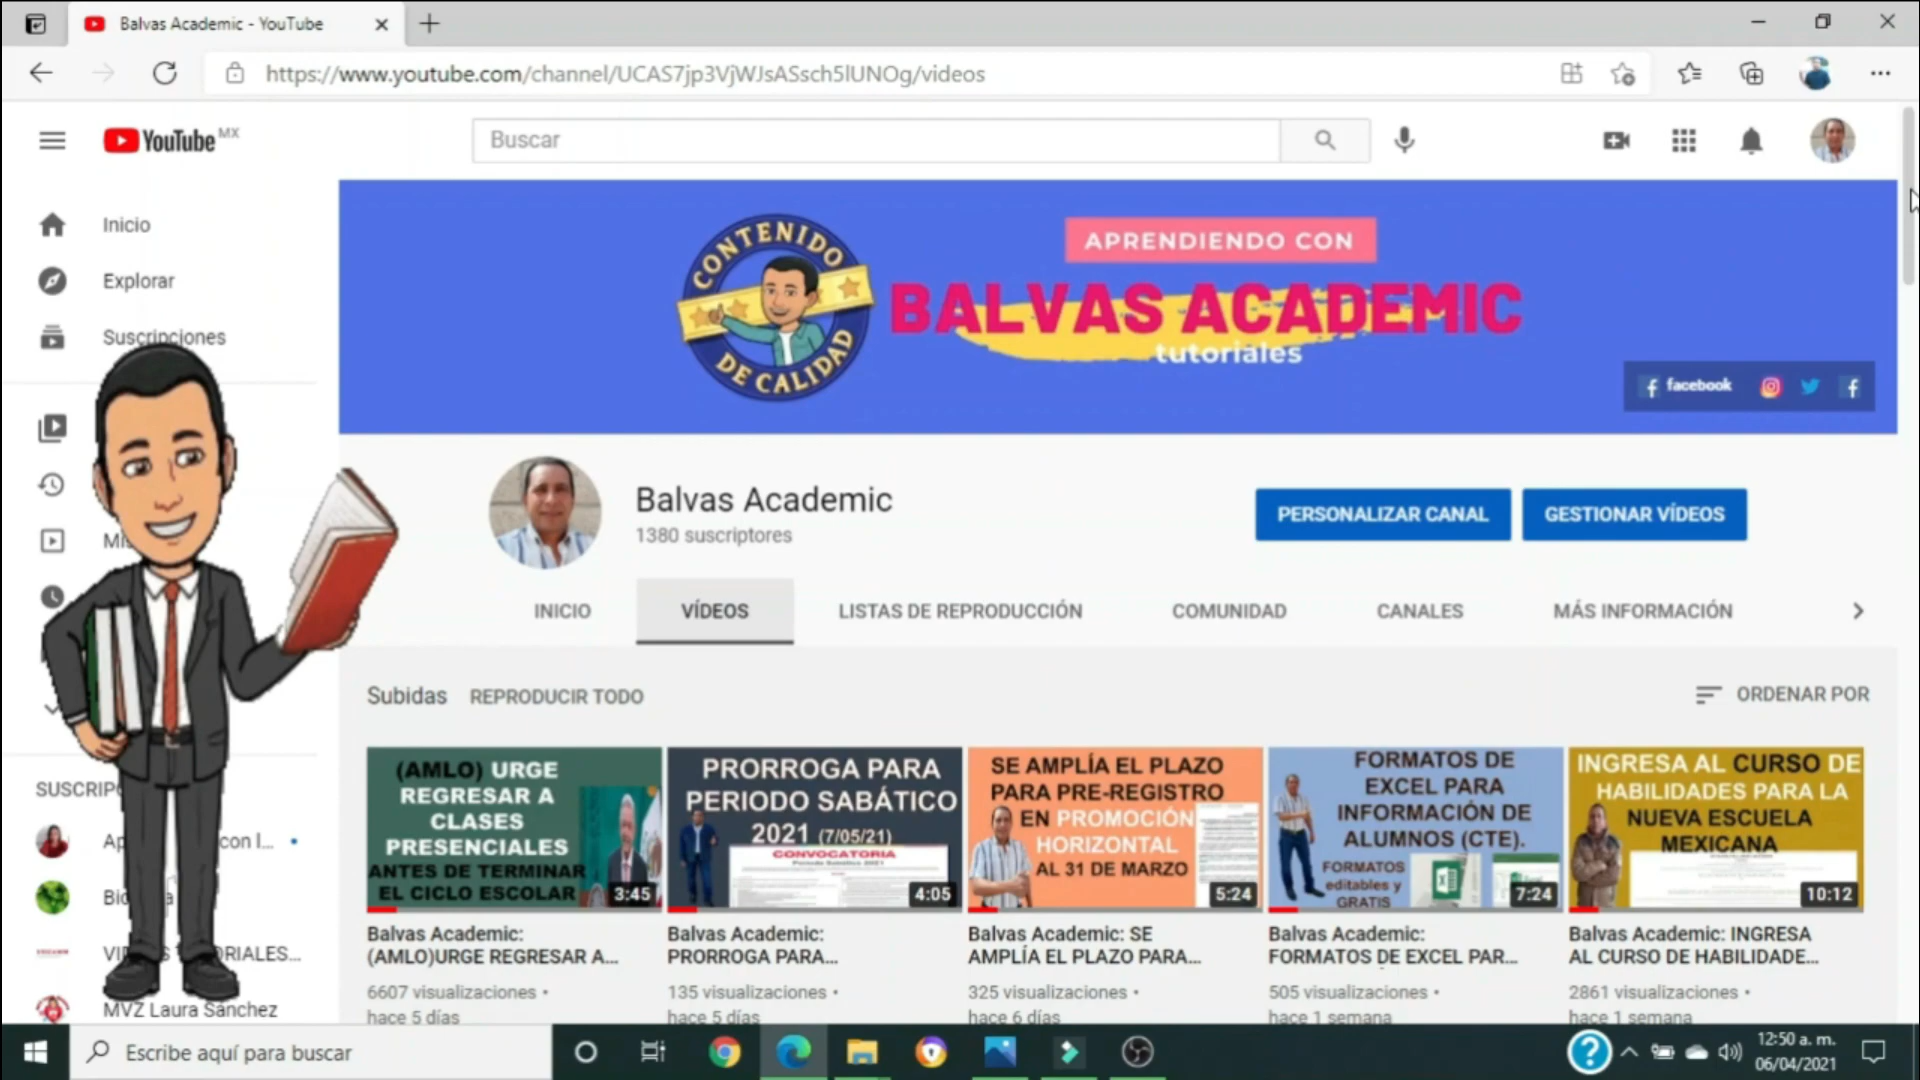 Balvas Academic - YouTube
https://www.youtube.com/channel/UCAS7jp3VjWJsASsch5lUNOg/videos
YouTube MX
Buscar
Inicio
Explorar
Suscripciones
CONTENIDO
DE CALIDAD
APRENDIENDO CON
BALVAS ACADEMIC
tutoriales
facebook
Balvas Academic
1380 suscriptores
PERSONALIZAR CANAL
GESTIONAR VÍDEOS
INICIO
VÍDEOS
LISTAS DE REPRODUCCIÓN
COMUNIDAD
CANALES
MÁS INFORMACIÓN
Subidas
REPRODUCIR TODO
ORDENAR POR
(AMLO) URGE
REGRESAR A
CLASES
PRESENCIALES
ANTES DE TERMINAR
EL CICLO ESCOLAR
3:45
PRORROGA PARA
PERIODO SABÁTICO
2021 (7/05/21)
CONVOCATORIA
4:05
SE AMPLÍA EL PLAZO
PARA PRE-REGISTRO
EN PROMOCIÓN
HORIZONTAL
AL 31 DE MARZO
5:24
FORMATOS DE
EXCEL PARA
INFORMACIÓN DE
ALUMNOS (CTE).
FORMATOS
editables y
GRATIS
7:24
INGRESA AL CURSO DE
HABILIDADES PARA LA
NUEVA ESCUELA
MEXICANA
10:12
Balvas Academic:
(AMLO)URGE REGRESAR A...
6607 visualizaciones •
hace 5 días
Balvas Academic:
PRORROGA PARA...
135 visualizaciones •
hace 5 días
Balvas Academic: SE
AMPLÍA EL PLAZO PARA...
325 visualizaciones •
hace 6 días
Balvas Academic:
FORMATOS DE EXCEL PAR...
505 visualizaciones •
hace 1 semana
Balvas Academic: INGRESA
AL CURSO DE HABILIDADE...
2861 visualizaciones •
hace 1 semana
SUSCRIP
con l...
MVZ Laura Sánchez
Escribe aquí para buscar
12:50 a. m.
06/04/2021